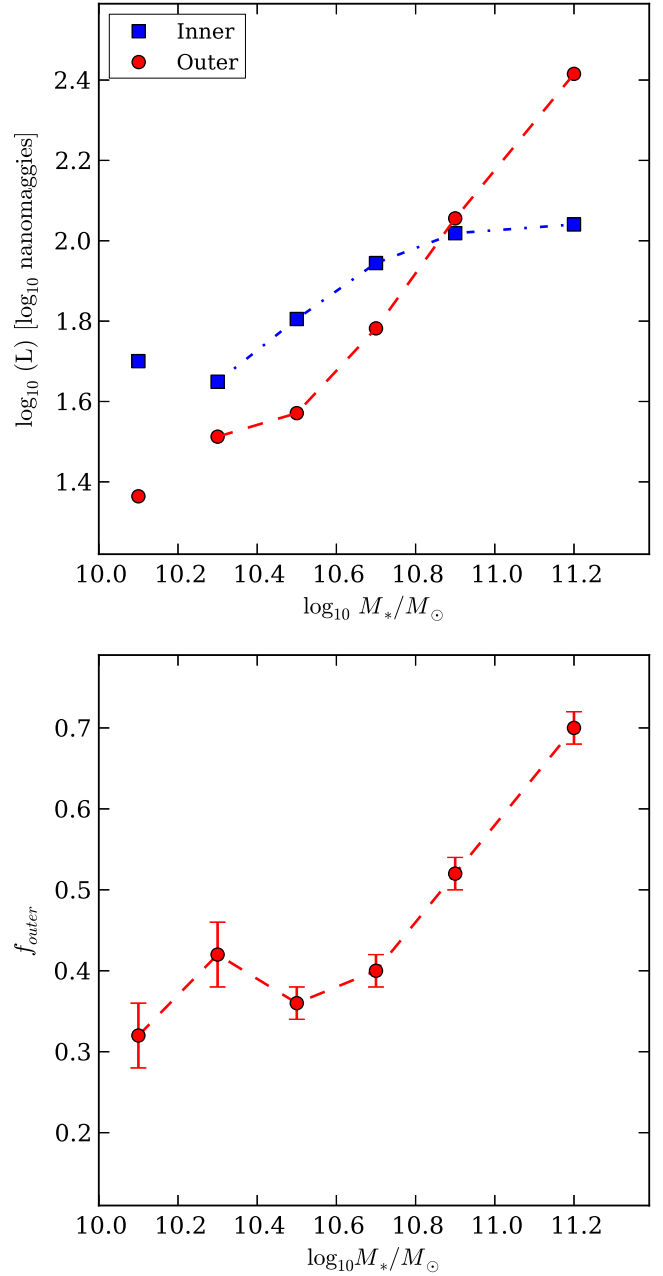 Inner
Outer
2.4
2.2
2.0
1.8
1.6
1.4
log₁₀ (L) [log₁₀ nanomaggies]
10.0 10.2 10.4 10.6 10.8 11.0 11.2
log₁₀ M*/M☉
0.7
0.6
0.5
0.4
0.3
0.2
f_outer
10.0 10.2 10.4 10.6 10.8 11.0 11.2
log₁₀M*/M☉